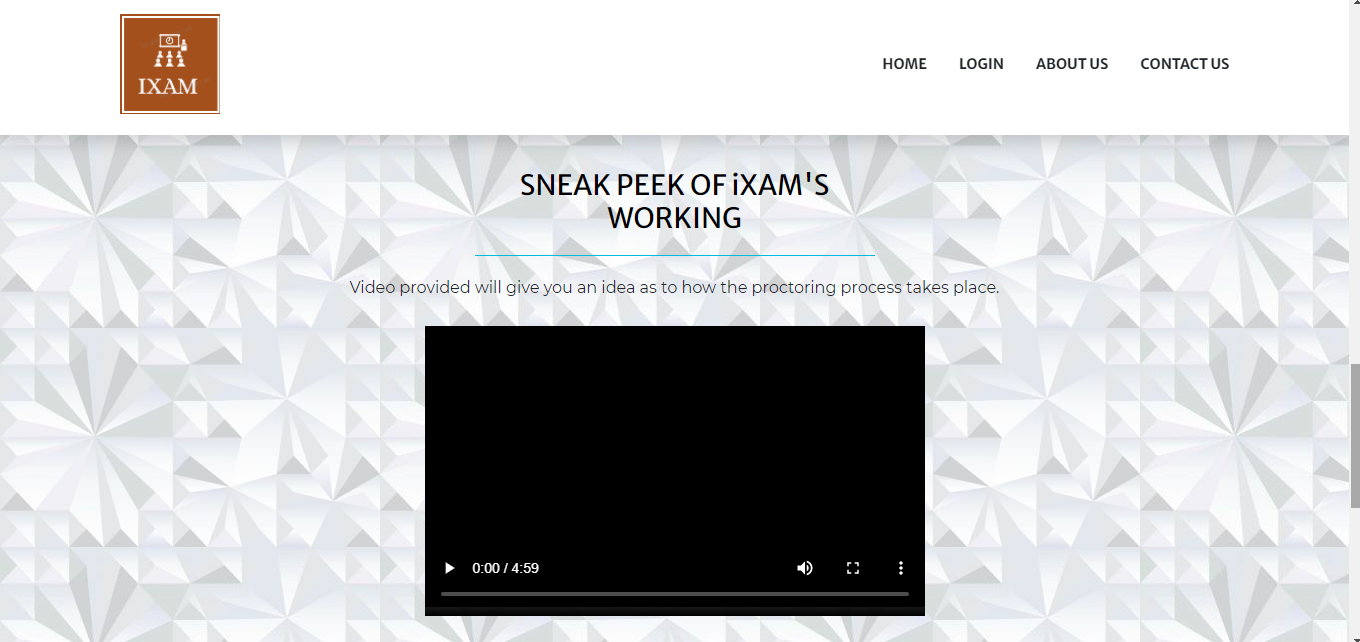 IXAM
HOME LOGIN ABOUT US CONTACT US
SNEAK PEEK OF iXAM'S
WORKING
Video provided will give you an idea as to how the proctoring process takes place.
0:00 / 4:59